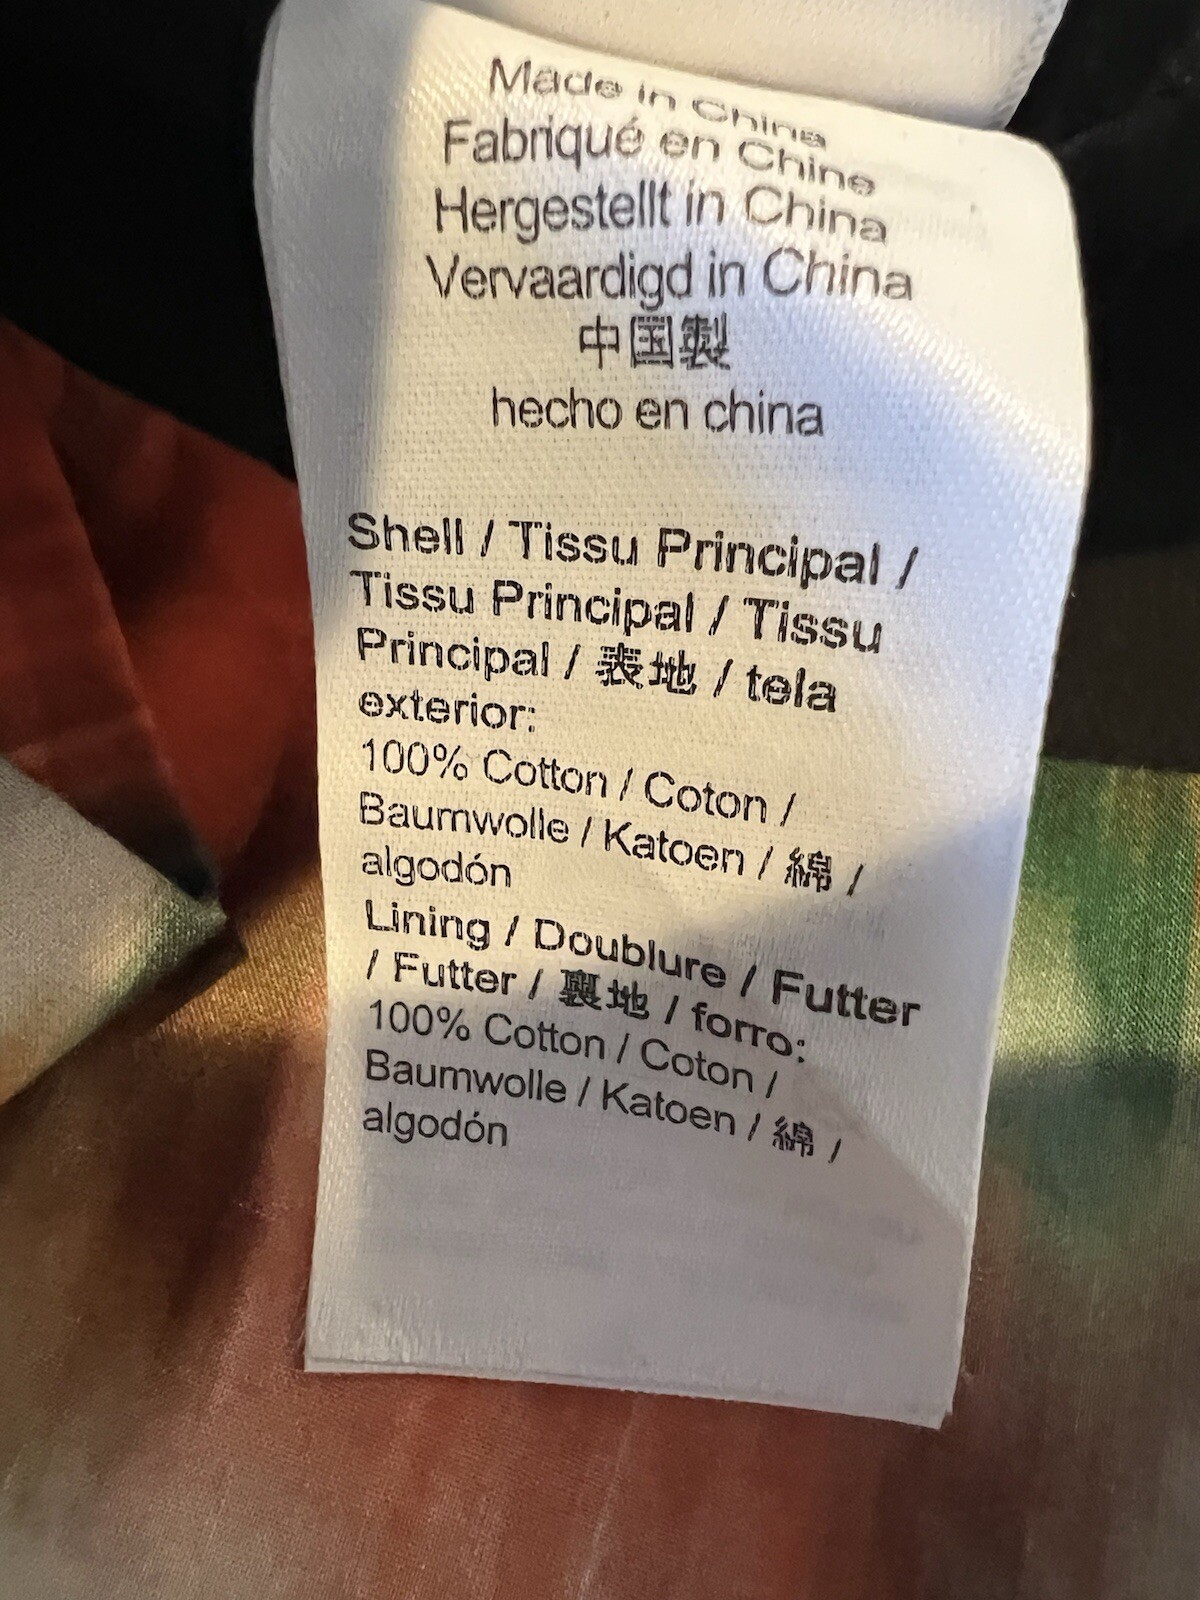 Made in China
Fabriqué en Chine
Hergestellt in China
Vervaardigd in China
中国製
hecho en china
Shell / Tissu Principal /
Tissu Principal / Tissu
Principal / 表地 / tela
exterior:
100% Cotton / Coton /
Baumwolle / Katoen / 綿 /
algodón
Lining / Doublure / Futter
/ Futter / 裏地 / forro:
100% Cotton / Coton /
Baumwolle / Katoen / 綿 /
algodón